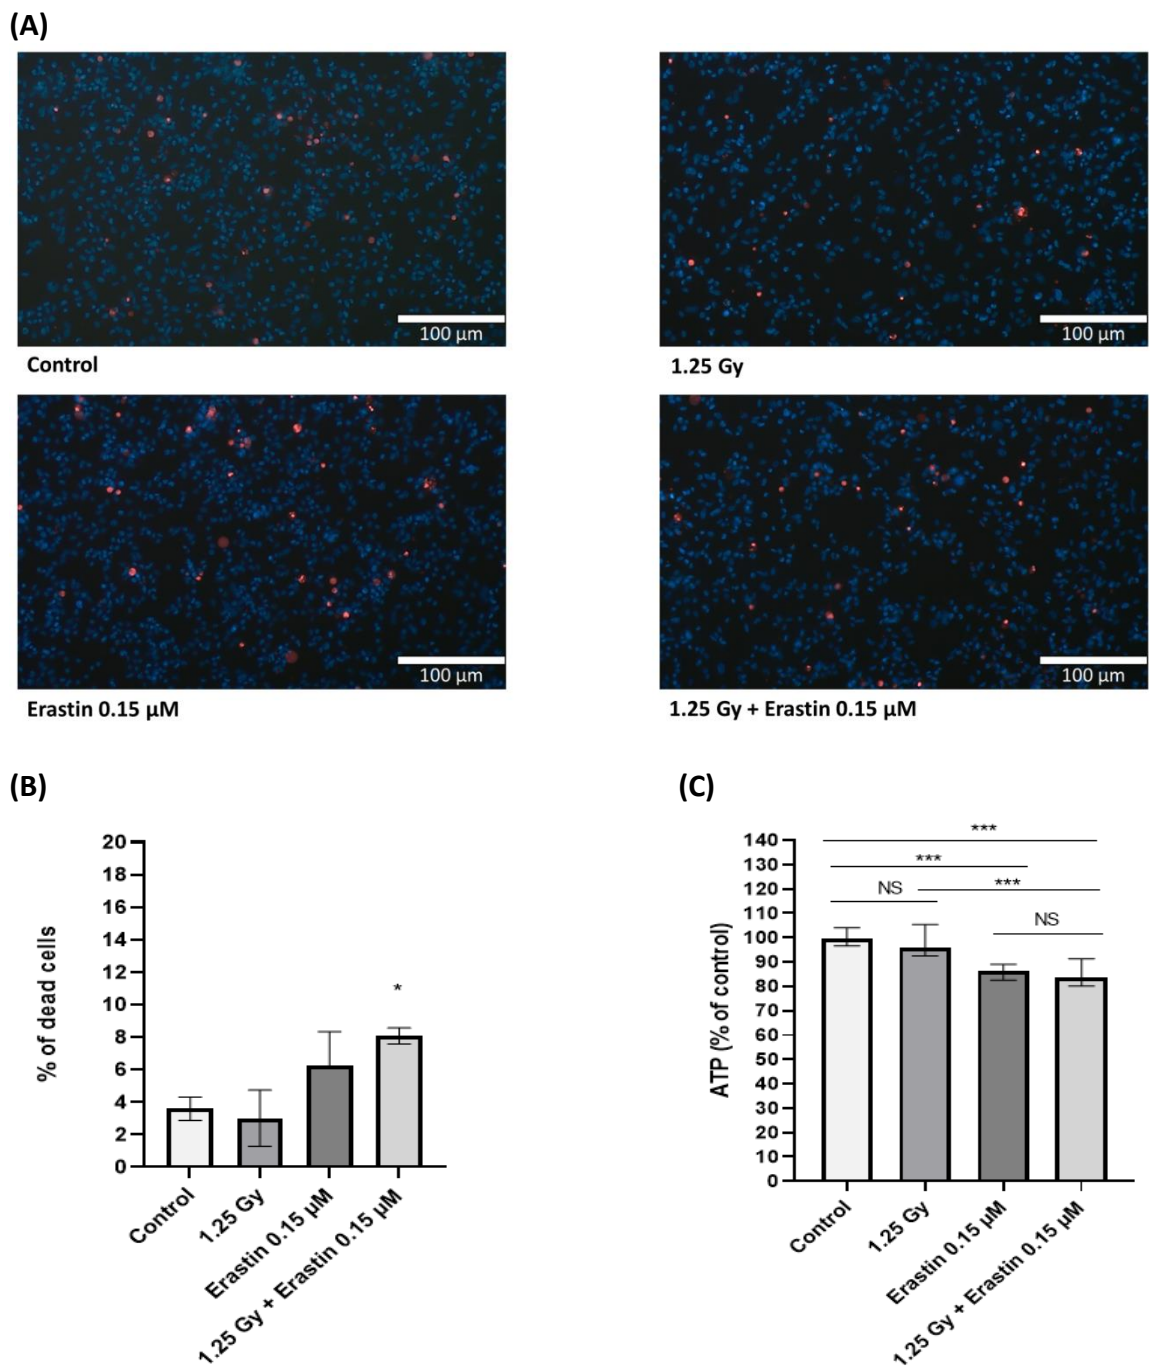 (A)
100 µm
100 µm
Control
1.25 Gy
100 µm
100 µm
Erastin 0.15 µM
1.25 Gy + Erastin 0.15 µM
(B)
(C)
% of dead cells
20
18
16
14
12
10
8
6
4
2
0
*
Control
1.25 Gy
Erastin 0.15 µM
1.25 Gy + Erastin 0.15 µM
ATP (% of control)
140
130
120
110
100
90
80
70
60
50
40
30
20
10
0
***
***
NS
***
NS
Control
1.25 Gy
Erastin 0.15 µM
1.25 Gy + Erastin 0.15 µM